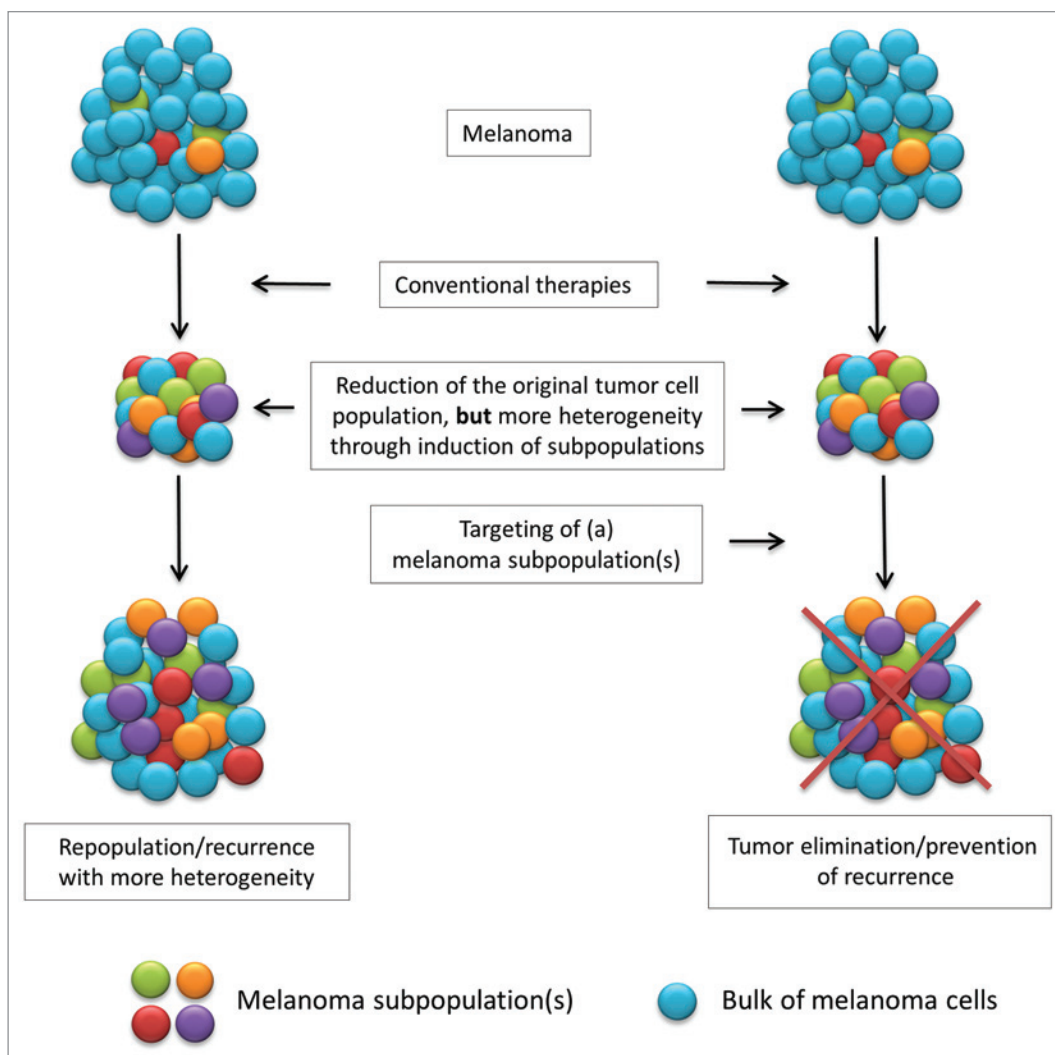 Melanoma
Conventional therapies
Reduction of the original tumor cell
population, but more heterogeneity
through induction of subpopulations
Targeting of (a)
melanoma subpopulation(s)
Repopulation/recurrence
with more heterogeneity
Tumor elimination/prevention
of recurrence
Melanoma subpopulation(s)
Bulk of melanoma cells